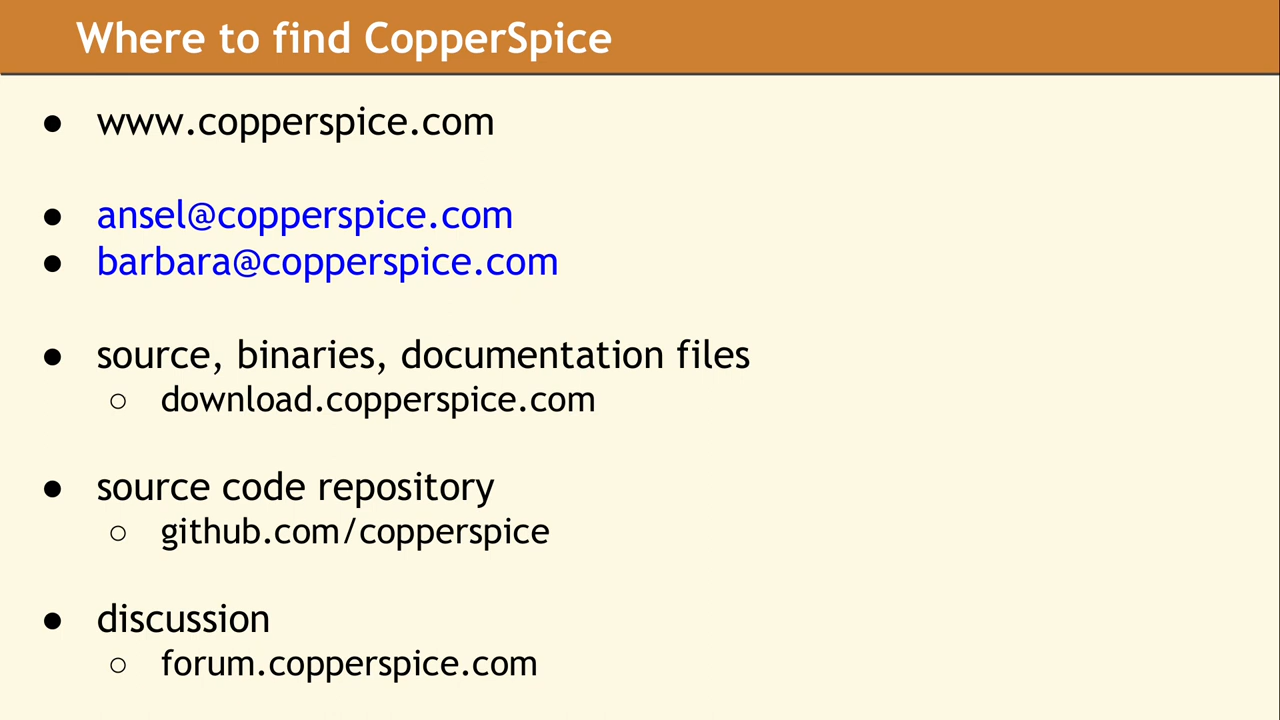 Where to find CopperSpice
● www.copperspice.com
● ansel@copperspice.com
● barbara@copperspice.com
● source, binaries, documentation files
○ download.copperspice.com
● source code repository
○ github.com/copperspice
● discussion
○ forum.copperspice.com